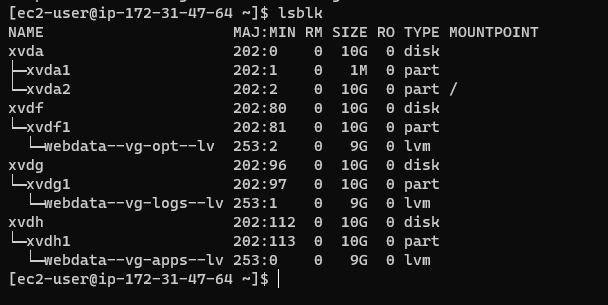 [ec2-user@ip-172-31-47-64 ~]$ lsblk
NAME                    MAJ:MIN RM SIZE RO TYPE MOUNTPOINT
xvda                    202:0    0  10G  0 disk
├─xvda1                 202:1    0   1M  0 part
└─xvda2                 202:2    0  10G  0 part /
xvdf                    202:80   0  10G  0 disk
└─xvdf1                 202:81   0  10G  0 part
  └─webdata--vg-opt--lv 253:2    0   9G  0 lvm
xvdg                    202:96   0  10G  0 disk
└─xvdg1                 202:97   0  10G  0 part
  └─webdata--vg-logs--lv 253:1   0   9G  0 lvm
xvdh                    202:112  0  10G  0 disk
└─xvdh1                 202:113  0  10G  0 part
  └─webdata--vg-apps--lv 253:0   0   9G  0 lvm
[ec2-user@ip-172-31-47-64 ~]$